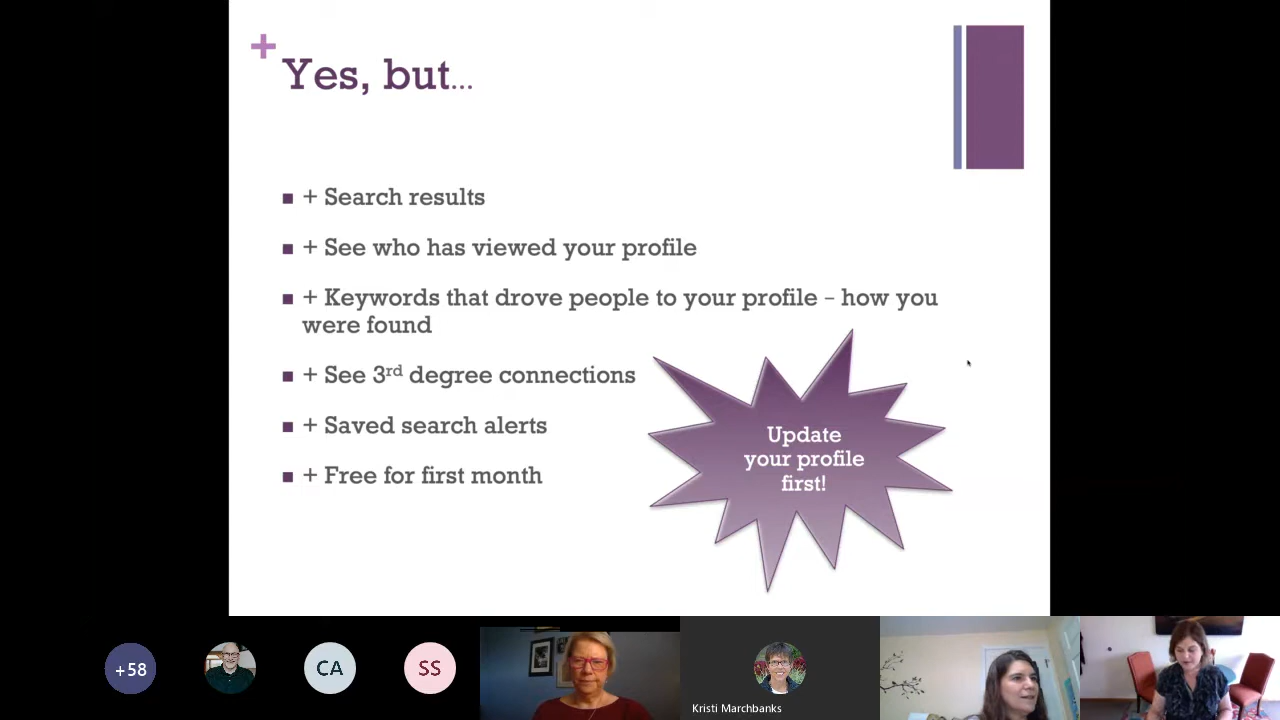 +
Yes, but...
+ Search results
+ See who has viewed your profile
+ Keywords that drove people to your profile – how you
were found
+ See 3rd degree connections
+ Saved search alerts
+ Free for first month
Update
your profile
first!
+58
CA
SS
Kristi Marchbanks